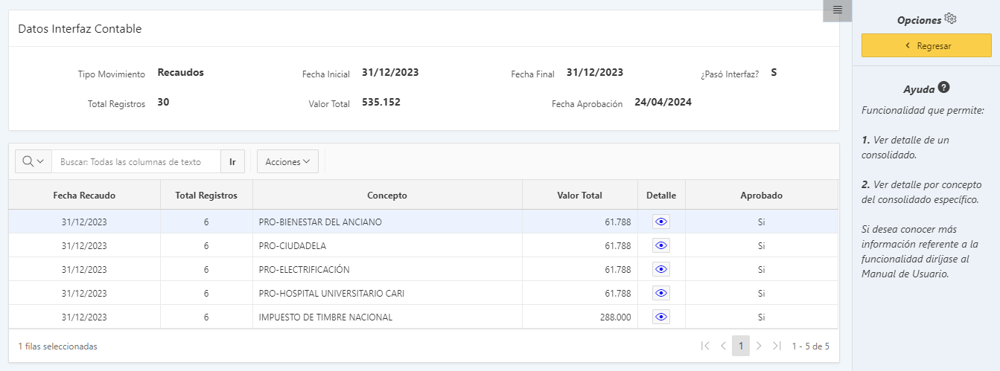 Datos Interfaz Contable
Tipo Movimiento Recaudos Fecha Inicial 31/12/2023 Fecha Final 31/12/2023 ¿Pasó Interfaz? S
Total Registros 30 Valor Total 535.152 Fecha Aprobación 24/04/2024
Buscar: Todas las columnas de texto Ir Acciones
Fecha Recaudo Total Registros Concepto Valor Total Detalle Aprobado
31/12/2023 6 PRO-BIENESTAR DEL ANCIANO 61.788 Si
31/12/2023 6 PRO-CIUDADELA 61.788 Si
31/12/2023 6 PRO-ELECTRIFICACIÓN 61.788 Si
31/12/2023 6 PRO-HOSPITAL UNIVERSITARIO CARI 61.788 Si
31/12/2023 6 IMPUESTO DE TIMBRE NACIONAL 288.000 Si
1 filas seleccionadas 1 1 - 5 de 5
Opciones
Regresar
Ayuda
Funcionalidad que permite:
1. Ver detalle de un
consolidado.
2. Ver detalle por concepto
del consolidado específico.
Si desea conocer más
información referente a la
funcionalidad diríjase al
Manual de Usuario.